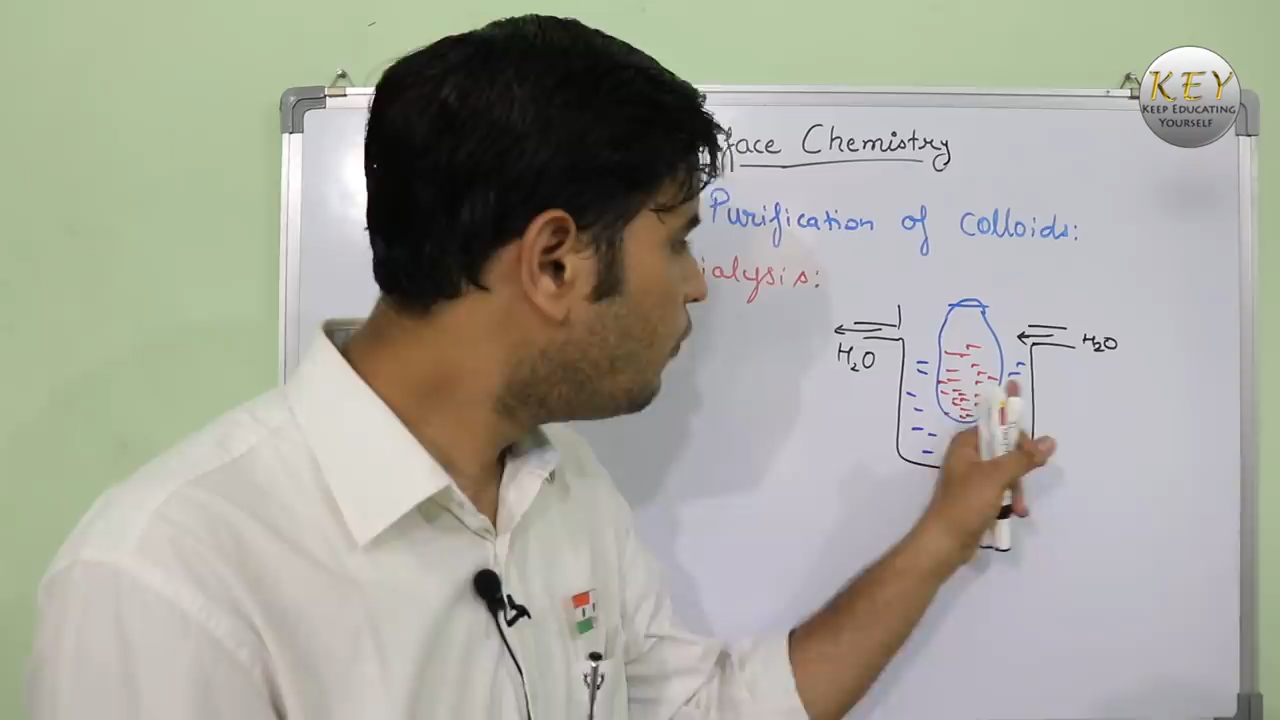 KEY
KEEP EDUCATING
YOURSELF
face Chemistry
Purification of colloids:
ialysis:
H₂O
H₂O